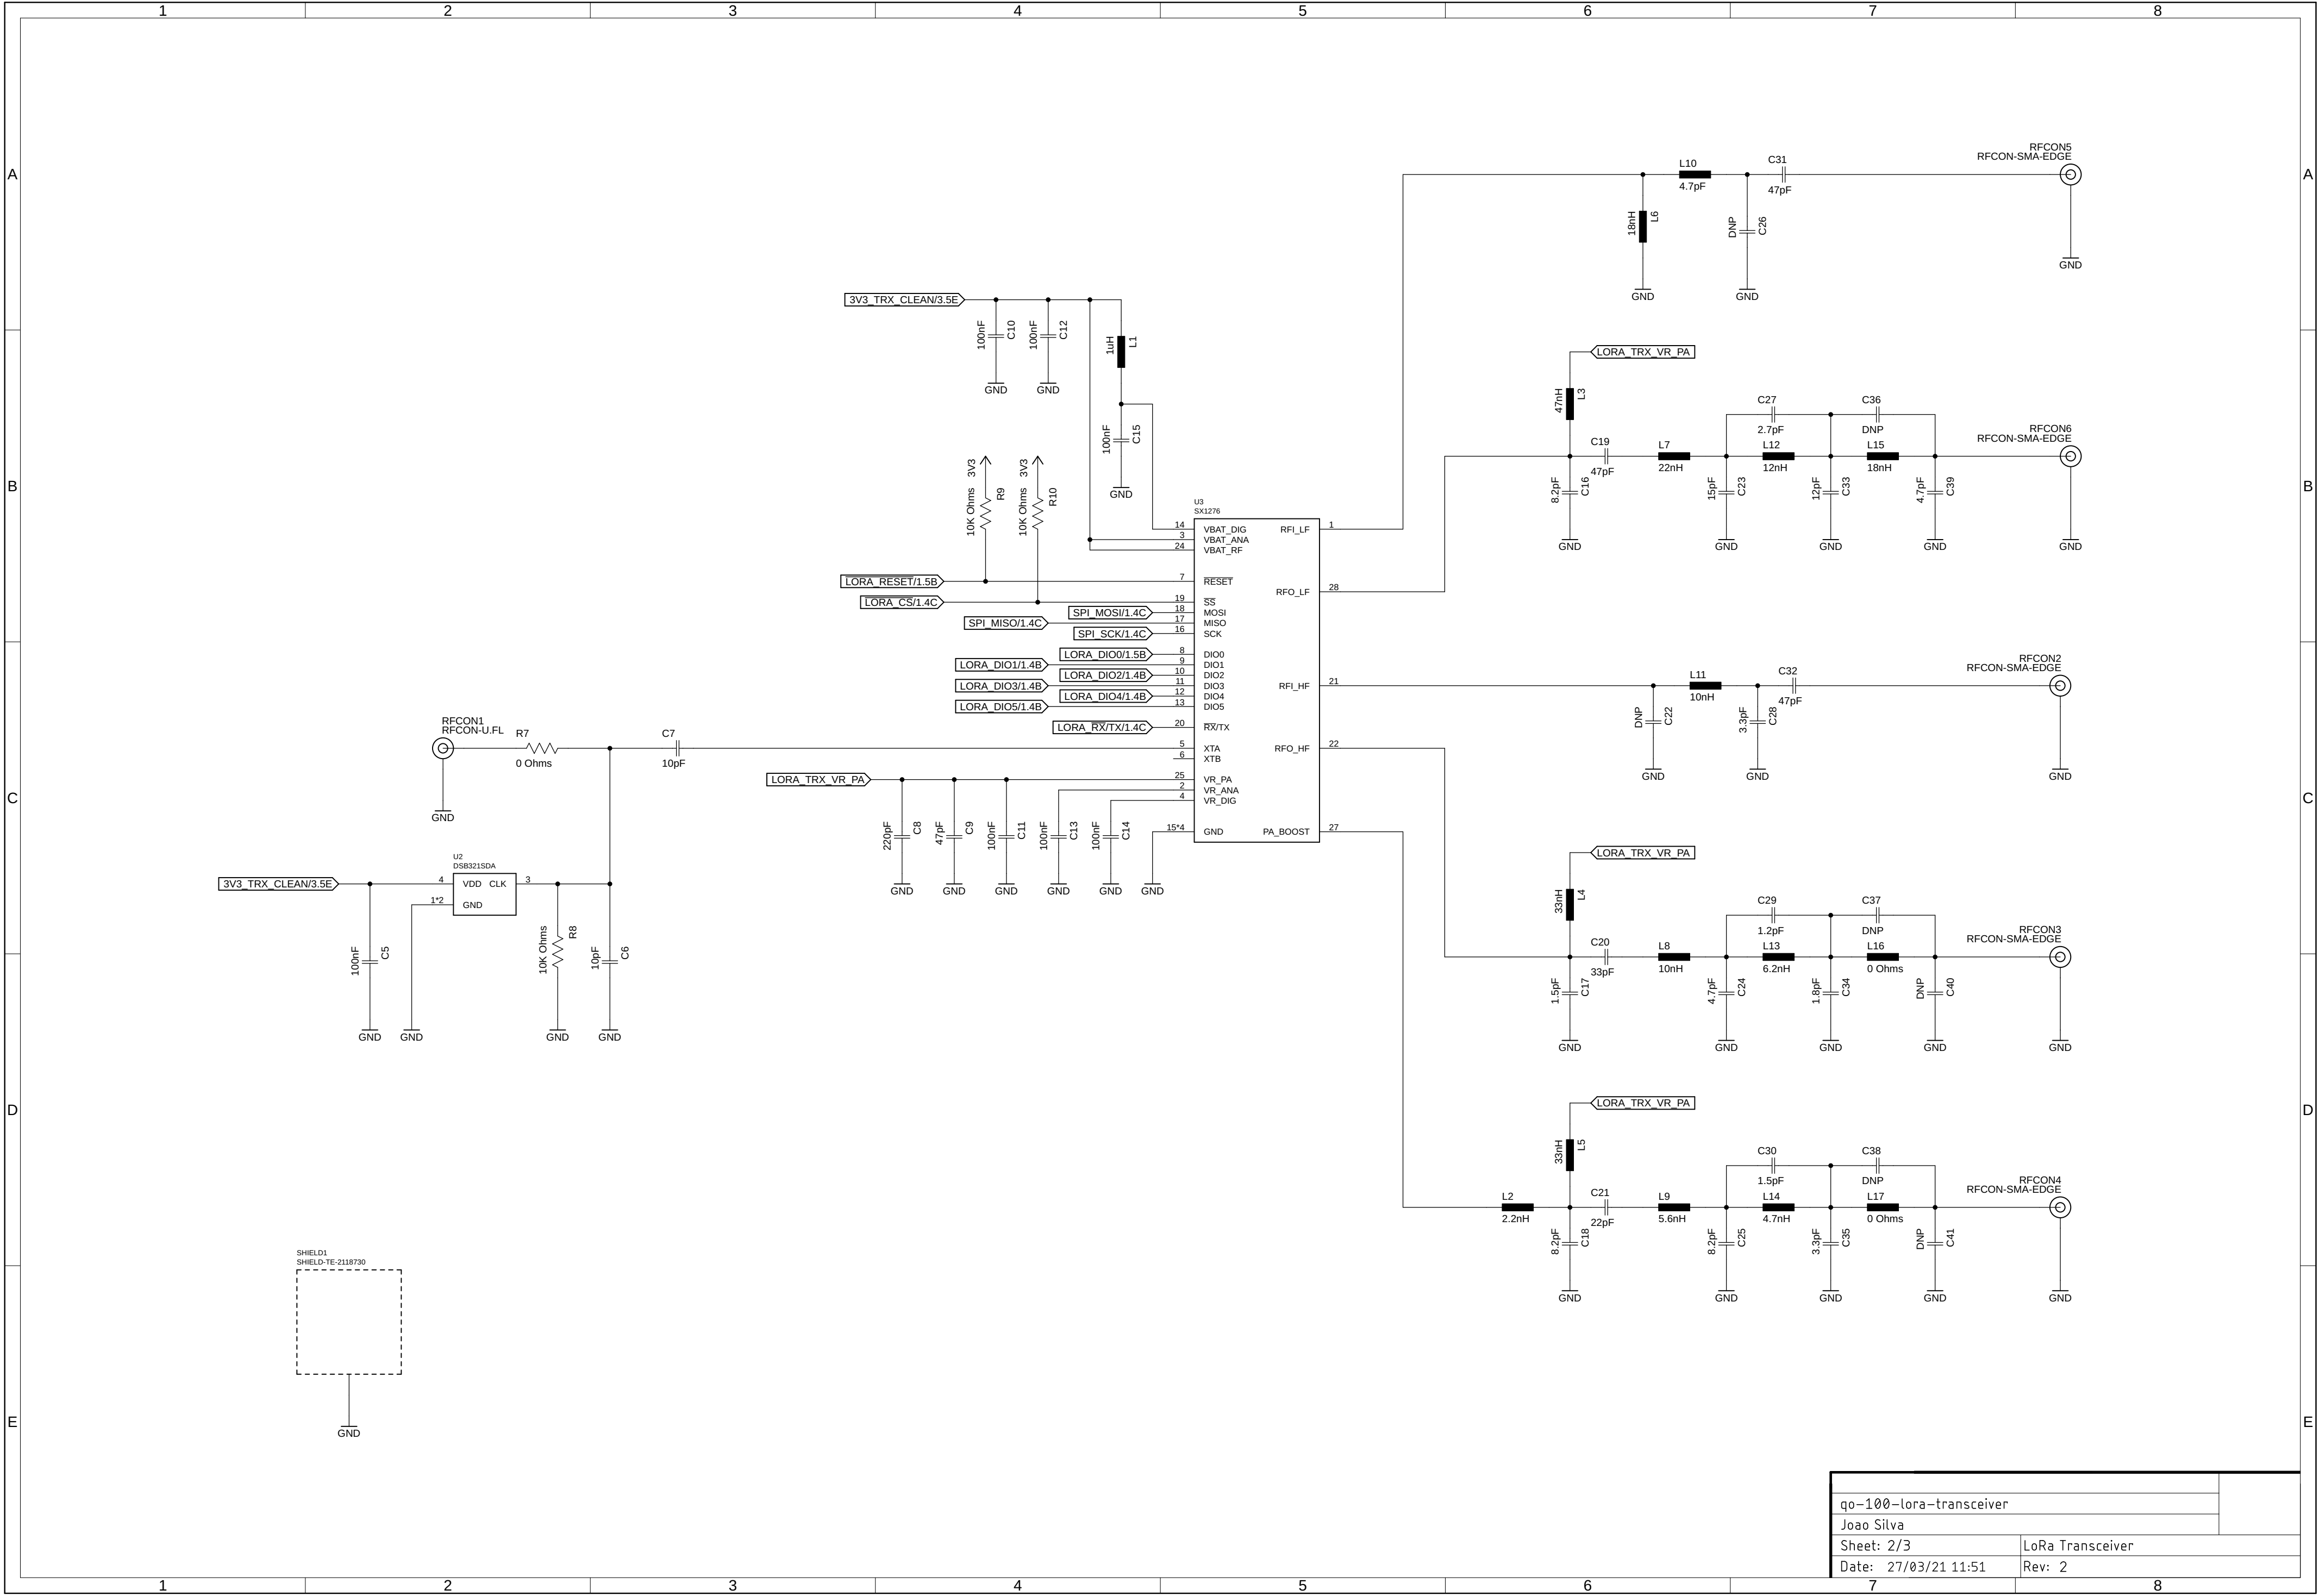 1 2 3 4 5 6 7 8
A A
B B
C C
D D
E E
RFCON5
RFCON-SMA-EDGE
L10
4.7pF
C31
47pF
18nH
L6
DNP
C26
GND
GND
GND
3V3_TRX_CLEAN/3.5E
100nF
C10
100nF
C12
1uH
L1
GND
GND
100nF
C15
GND
3V3
3V3
10K Ohms
R9
10K Ohms
R10
LORA_TRX_VR_PA
47nH
L3
C19
47pF
8.2pF
C16
L7
22nH
C27
2.7pF
L12
12nH
C36
DNP
L15
18nH
15pF
C23
12pF
C33
4.7pF
C39
RFCON6
RFCON-SMA-EDGE
GND
GND
GND
GND
GND
U3
SX1276
14 VBAT_DIG
3 VBAT_ANA
24 VBAT_RF
7 RESET
19 SS
18 MOSI
17 MISO
16 SCK
8 DIO0
9 DIO1
10 DIO2
11 DIO3
12 DIO4
13 DIO5
20 RX/TX
5 XTA
6 XTB
25 VR_PA
2 VR_ANA
4 VR_DIG
15*4 GND
RFI_LF 1
RFO_LF 28
RFI_HF 21
RFO_HF 22
PA_BOOST 27
LORA_RESET/1.5B
LORA_CS/1.4C
SPI_MOSI/1.4C
SPI_MISO/1.4C
SPI_SCK/1.4C
LORA_DIO0/1.5B
LORA_DIO1/1.4B
LORA_DIO2/1.4B
LORA_DIO3/1.4B
LORA_DIO4/1.4B
LORA_DIO5/1.4B
LORA_RX/TX/1.4C
RFCON1
RFCON-U.FL
R7
0 Ohms
C7
10pF
GND
LORA_TRX_VR_PA
220pF
C8
47pF
C9
100nF
C11
100nF
C13
100nF
C14
GND
GND
GND
GND
GND
GND
U2
DSB321SDA
3V3_TRX_CLEAN/3.5E
4 VDD CLK 3
1*2 GND
100nF
C5
10K Ohms
R8
10pF
C6
GND
GND
GND
GND
RFCON2
RFCON-SMA-EDGE
L11
10nH
C32
47pF
DNP
C22
3.3pF
C28
GND
GND
GND
LORA_TRX_VR_PA
33nH
L4
C20
33pF
1.5pF
C17
L8
10nH
C29
1.2pF
L13
6.2nH
C37
DNP
L16
0 Ohms
4.7pF
C24
1.8pF
C34
DNP
C40
RFCON3
RFCON-SMA-EDGE
GND
GND
GND
GND
GND
LORA_TRX_VR_PA
33nH
L5
L2
2.2nH
C21
22pF
8.2pF
C18
L9
5.6nH
C30
1.5pF
L14
4.7nH
C38
DNP
L17
0 Ohms
8.2pF
C25
3.3pF
C35
DNP
C41
RFCON4
RFCON-SMA-EDGE
GND
GND
GND
GND
GND
SHIELD1
SHIELD-TE-2118730
GND
qo-100-lora-transceiver
Joao Silva
Sheet: 2/3 LoRa Transceiver
Date: 27/03/21 11:51 Rev: 2
1 2 3 4 5 6 7 8